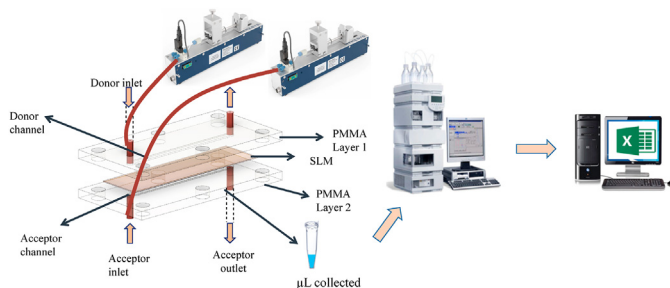 Donor inlet
Donor
channel
PMMA
Layer 1
SLM
PMMA
Layer 2
Acceptor
channel
Acceptor
inlet
Acceptor
outlet
µL collected
X